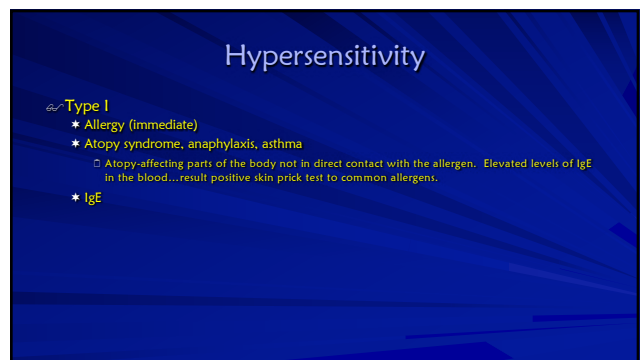 Hypersensitivity
Type 1
Allergy (immediate)
Atopy syndrome, anaphylaxis, asthma
Atopy-affecting parts of the body not in direct contact with the allergen. Elevated levels of IgE
in the blood...result positive skin prick test to common allergens.
IgE